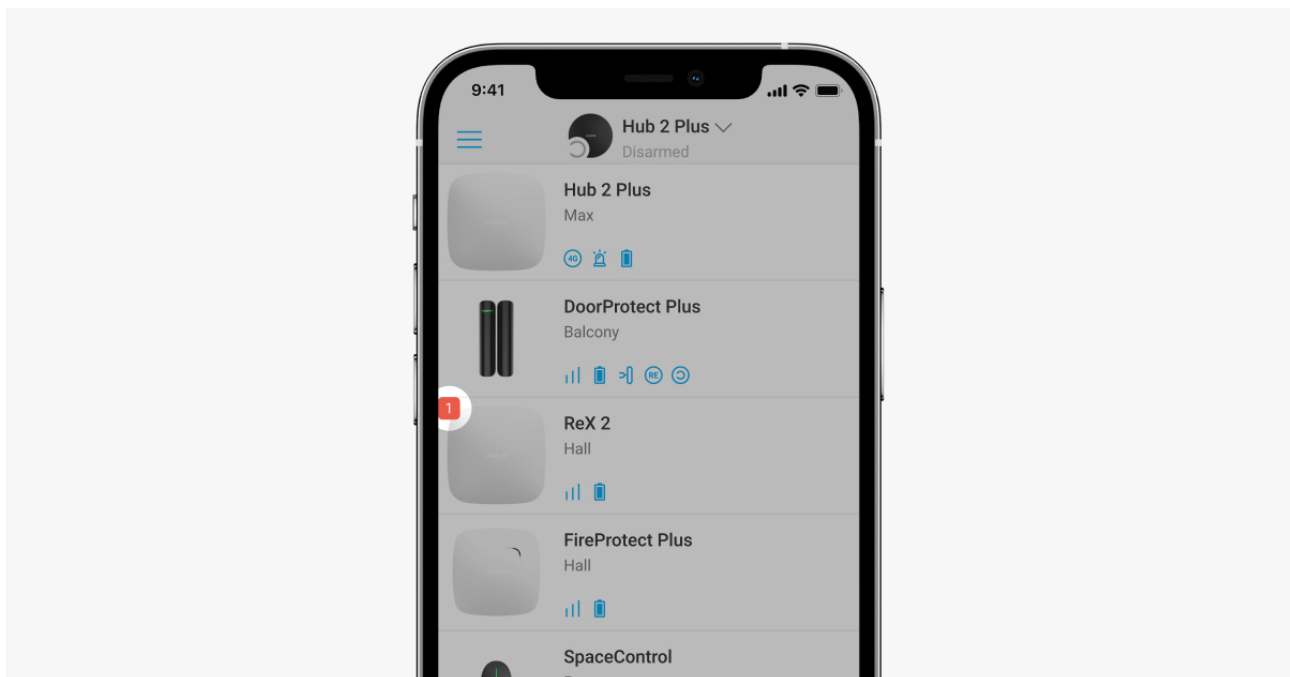 9:41
Hub 2 Plus
Disarmed
Hub 2 Plus
Max
4G
DoorProtect Plus
Balcony
RE
1
ReX 2
Hall
FireProtect Plus
Hall
SpaceControl